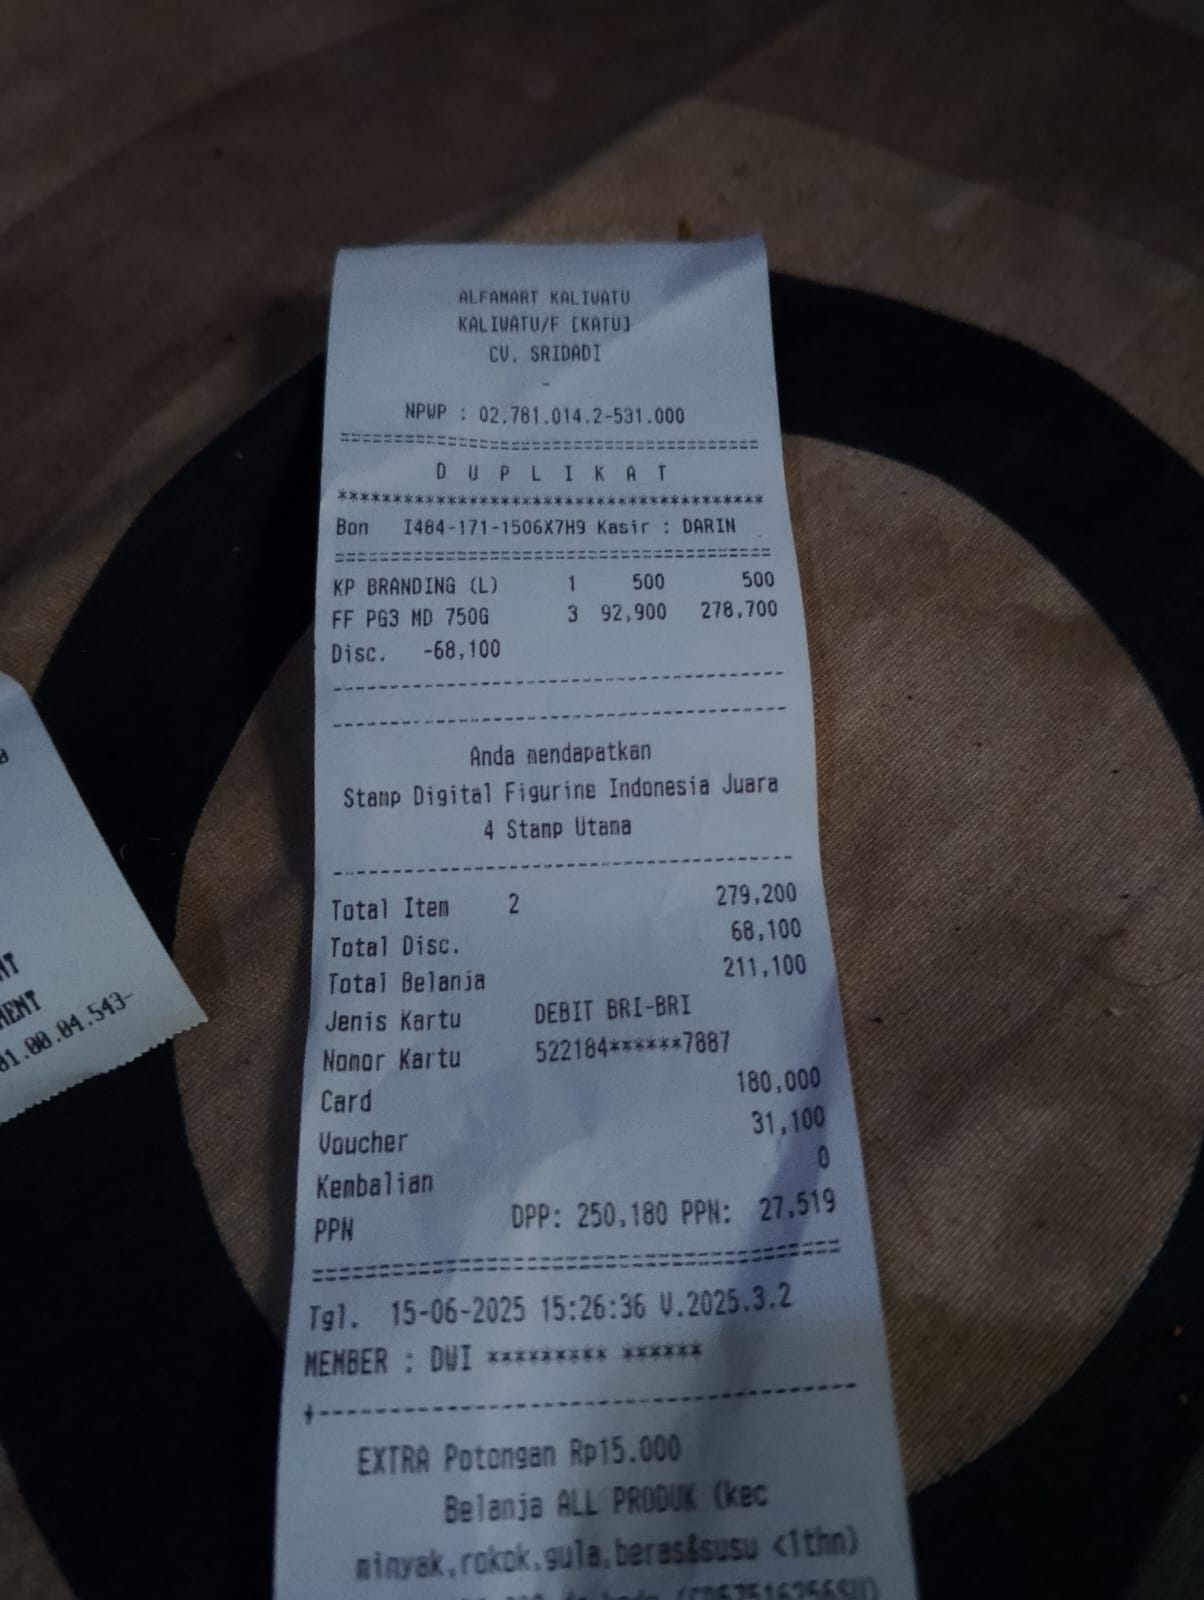 ALFAMART KALIWATU
KALIWATU/F [KATU]
CV. SRIDADI
-
NPWP : 02.781.014.2-531.000
==========================================
D U P L I K A T
****************************************
Bon I484-171-1506X7H9 Kasir : DARIN
==========================================
KP BRANDING (L) 1 500 500
FF PG3 MD 750G 3 92,900 278,700
Disc. -68,100
------------------------------------------
------------------------------------------
Anda mendapatkan
Stamp Digital Figurine Indonesia Juara
4 Stamp Utama
------------------------------------------
Total Item 2 279,200
Total Disc. 68,100
Total Belanja 211,100
Jenis Kartu DEBIT BRI-BRI
Nomor Kartu 522184******7887
Card 180,000
Voucher 31,100
Kembalian 0
PPN DPP: 250,180 PPN: 27,519
==========================================
Tgl. 15-06-2025 15:26:36 V.2025.3.2
MEMBER : DWI ********* ******
+-----------------------------------------
EXTRA Potongan Rp15.000
Belanja ALL PRODUK (kec
minyak,rokok,gula,beras&susu <1thn)
01.00.04.543-